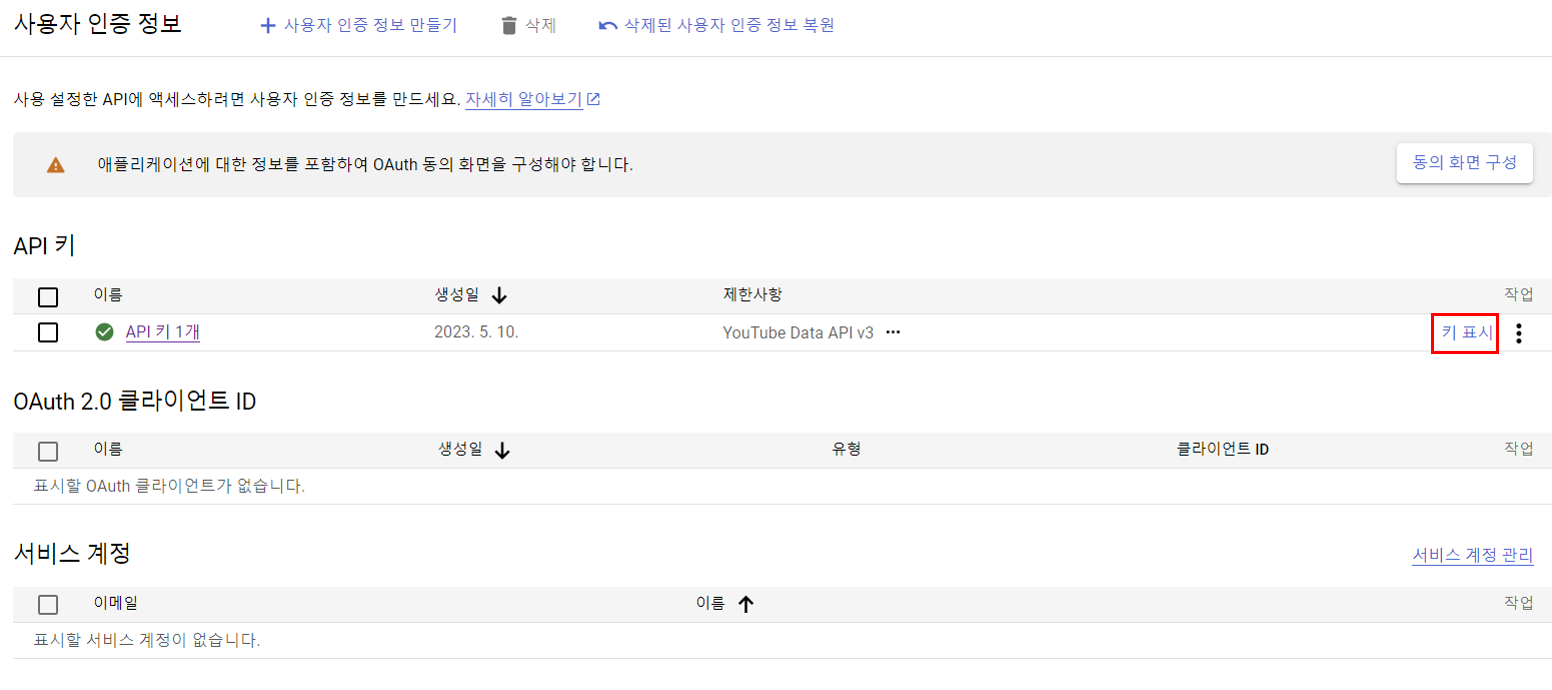 사용자 인증 정보 사용자 인증 정보 만들기 삭제 삭제된 사용자 인증 정보 복원
사용 설정한 API에 액세스하려면 사용자 인증 정보를 만드세요. 자세히 알아보기
애플리케이션에 대한 정보를 포함하여 OAuth 동의 화면을 구성해야 합니다. 동의 화면 구성
API 키
이름 생성일 제한사항 작업
API 키 1개 2023. 5. 10. YouTube Data API v3 키 표시
OAuth 2.0 클라이언트 ID
이름 생성일 유형 클라이언트 ID 작업
표시할 OAuth 클라이언트가 없습니다.
서비스 계정 서비스 계정 관리
이메일 이름 작업
표시할 서비스 계정이 없습니다.